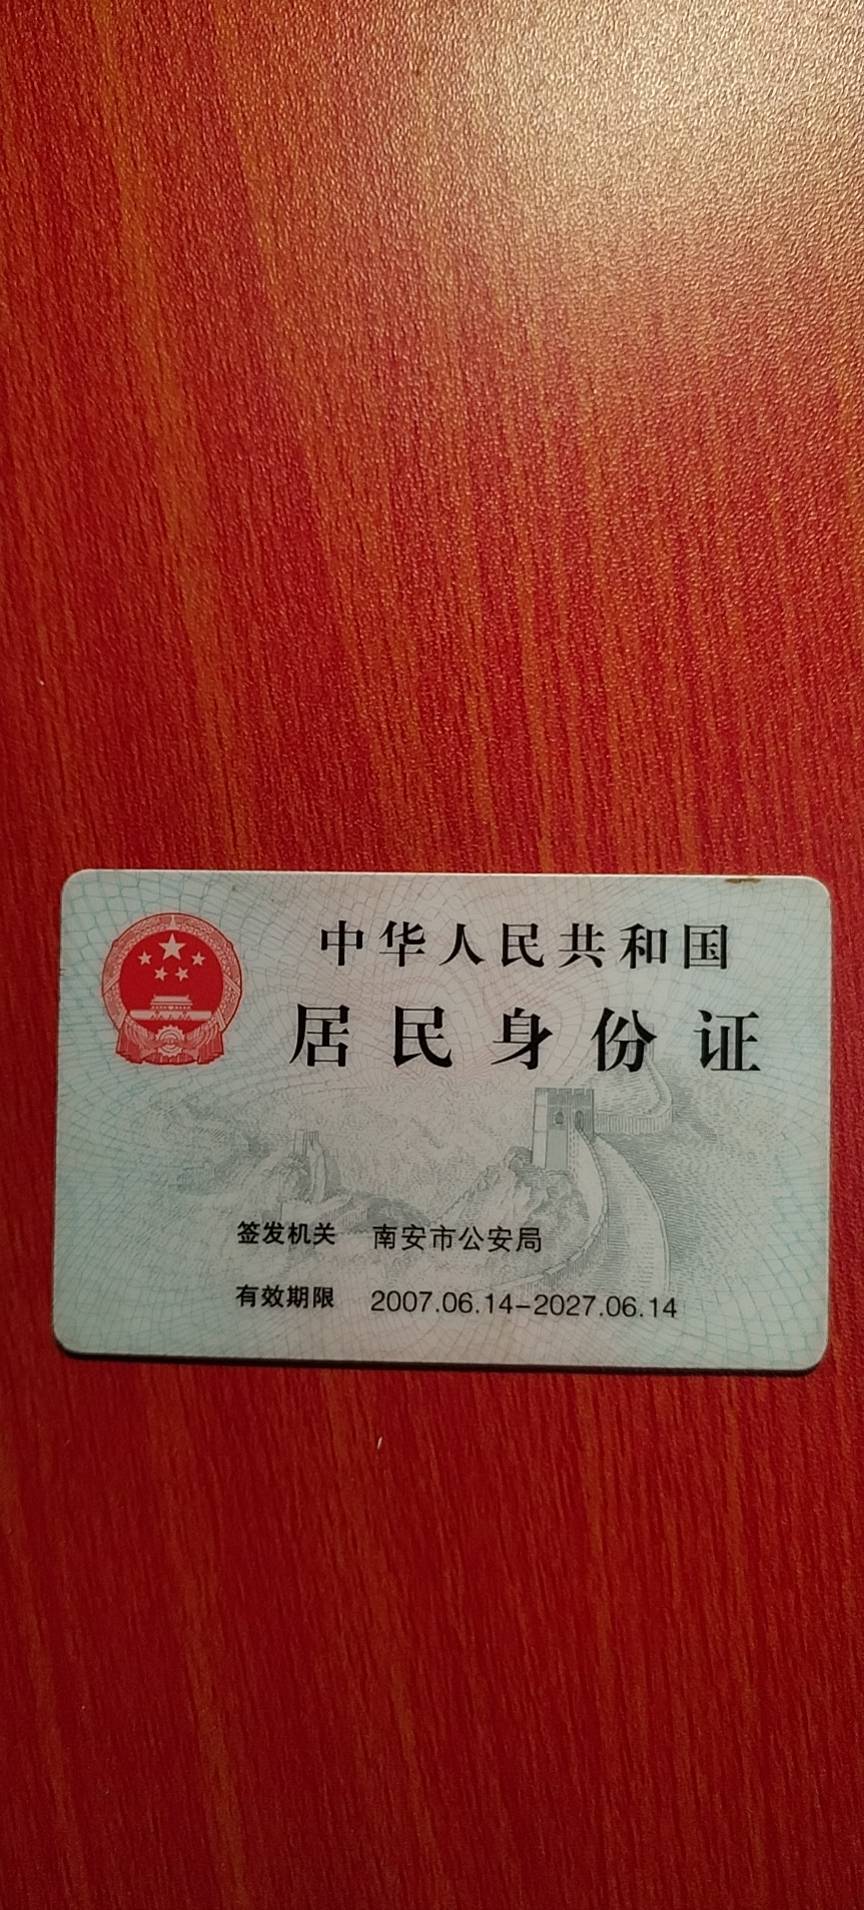 中华人民共和国
居民身份证
签发机关 南安市公安局
有效期限 2007.06.14-2027.06.14